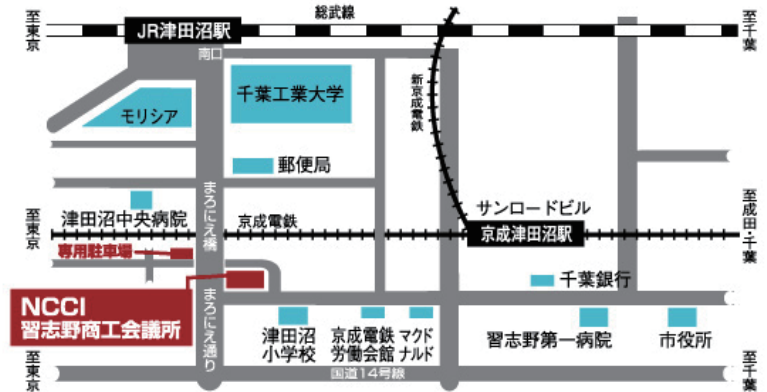 総武線
至東京
JR津田沼駅
至千葉
南口
千葉工業大学
新京成電鉄
モリシア
郵便局
まろにえ橋
至東京
津田沼中央病院
京成電鉄
サンロードビル
京成津田沼駅
至成田・千葉
専用駐車場
千葉銀行
NCCI
習志野商工会議所
まろにえ通り
津田沼
小学校
京成電鉄
労働会館
マクド
ナルド
習志野第一病院
市役所
至東京
国道14号線
至千葉